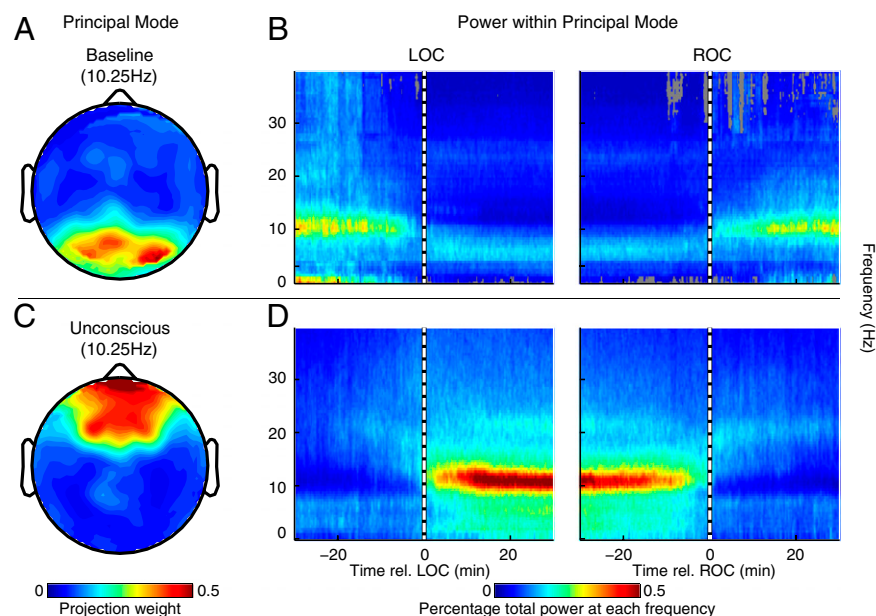 A
Principal Mode
B
Power within Principal Mode
Baseline
(10.25Hz)
LOC
ROC
30
20
10
0
Frequency (Hz)
C
Unconscious
(10.25Hz)
D
30
20
10
0
−20
0
20
−20
0
20
Time rel. LOC (min)
Time rel. ROC (min)
0
0.5
Projection weight
0
0.5
Percentage total power at each frequency